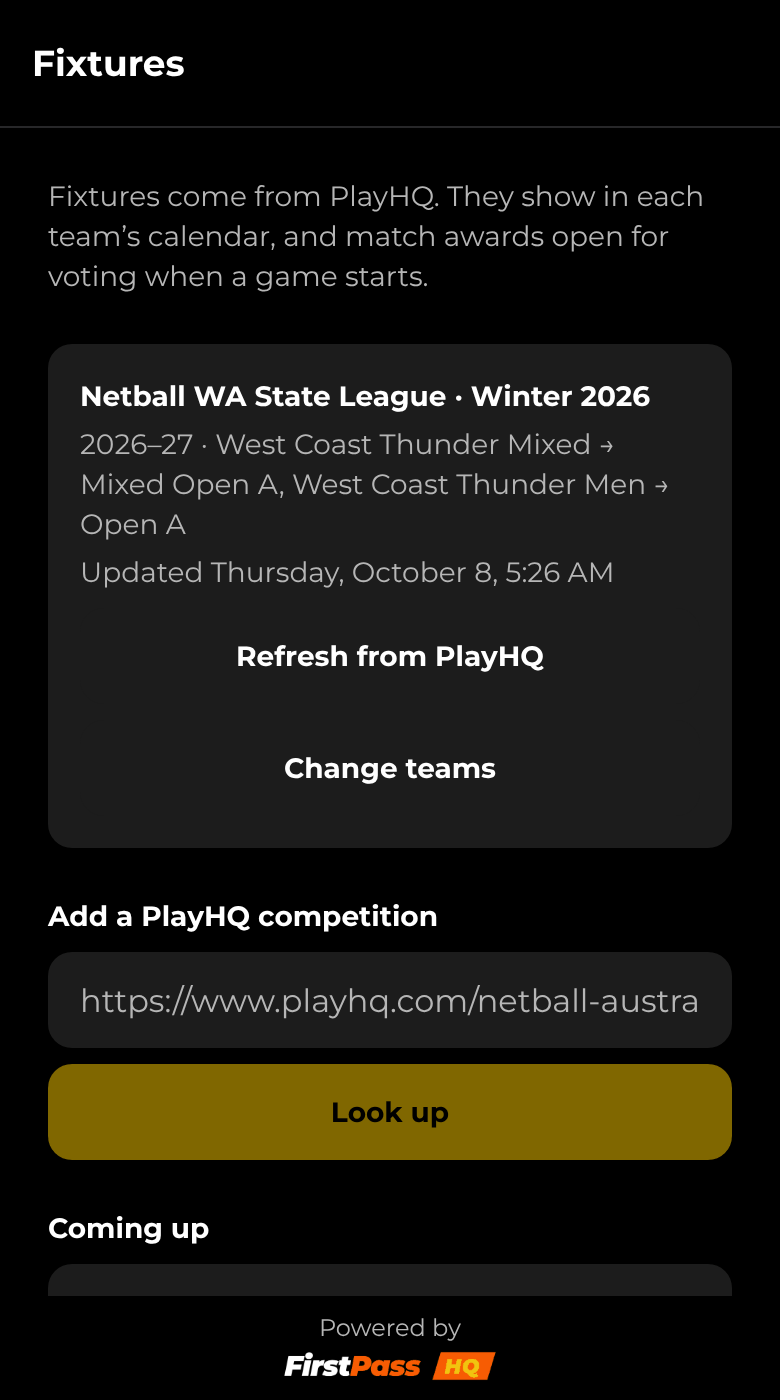 Fixtures
Fixtures come from PlayHQ. They show in each
team’s calendar, and match awards open for
voting when a game starts.
Netball WA State League · Winter 2026
2026–27 · West Coast Thunder Mixed →
Mixed Open A, West Coast Thunder Men →
Open A
Updated Thursday, October 8, 5:26 AM
Refresh from PlayHQ
Change teams
Add a PlayHQ competition
https://www.playhq.com/netball-austra
Look up
Coming up
Powered by
FirstPass HQ